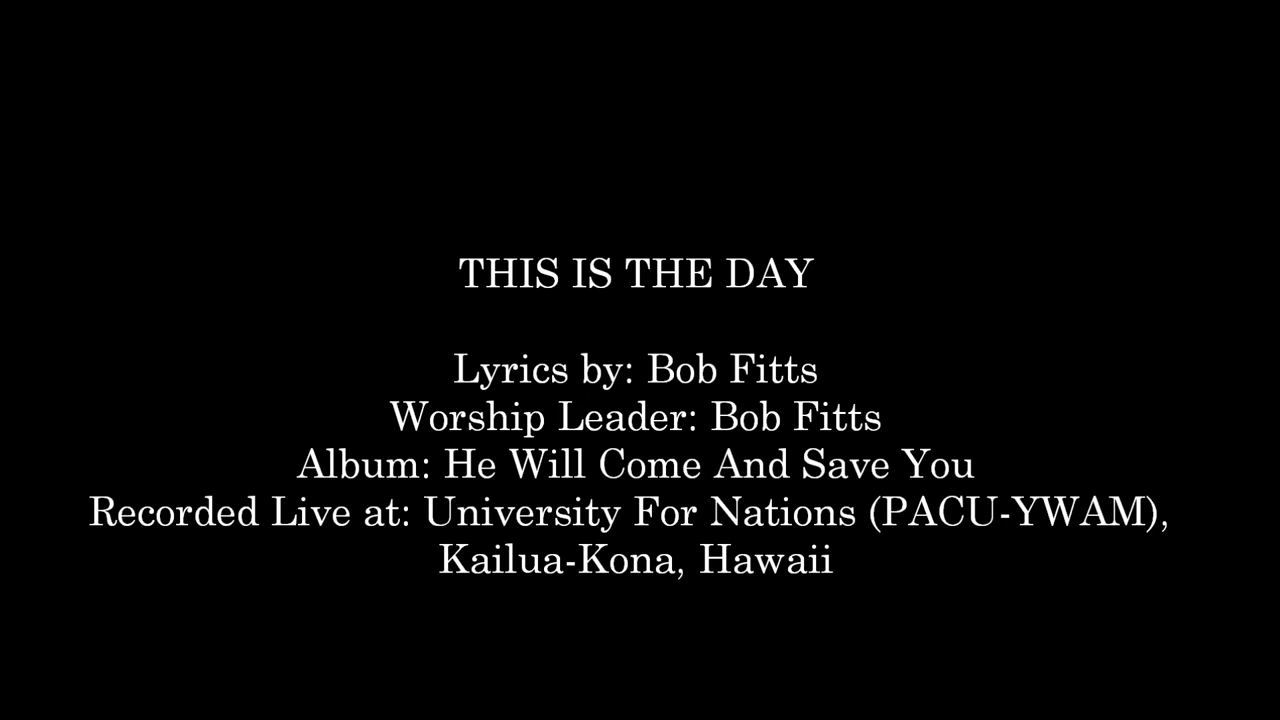 THIS IS THE DAY
Lyrics by: Bob Fitts
Worship Leader: Bob Fitts
Album: He Will Come And Save You
Recorded Live at: University For Nations (PACU-YWAM),
Kailua-Kona, Hawaii